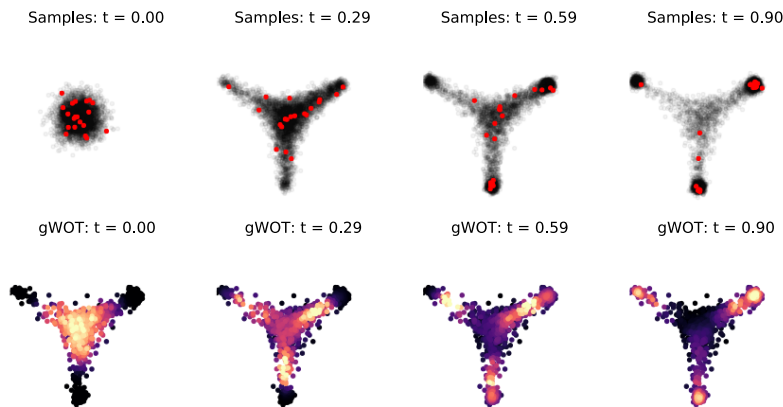 Samples: t = 0.00
Samples: t = 0.29
Samples: t = 0.59
Samples: t = 0.90
gWOT: t = 0.00
gWOT: t = 0.29
gWOT: t = 0.59
gWOT: t = 0.90